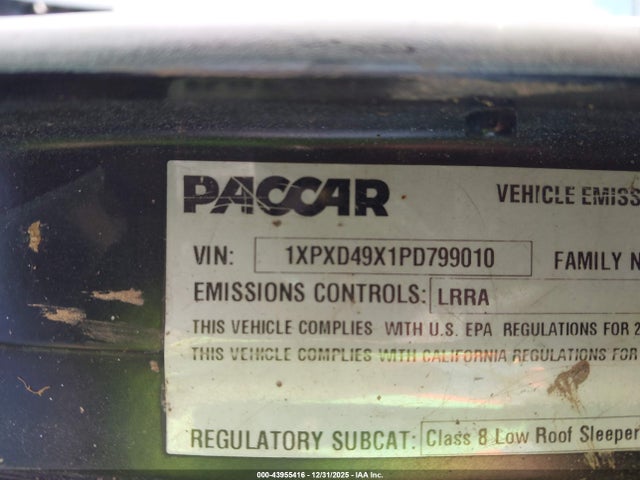 PACCAR VEHICLE EMISS
VIN: 1XPXD49X1PD799010 FAMILY N
EMISSIONS CONTROLS: LRRA
THIS VEHICLE COMPLIES WITH U.S. EPA REGULATIONS FOR 2
THIS VEHICLE COMPLIES WITH CALIFORNIA REGULATIONS FOR
REGULATORY SUBCAT: Class 8 Low Roof Sleeper
000-43955416 - 12/31/2025 - IAA Inc.